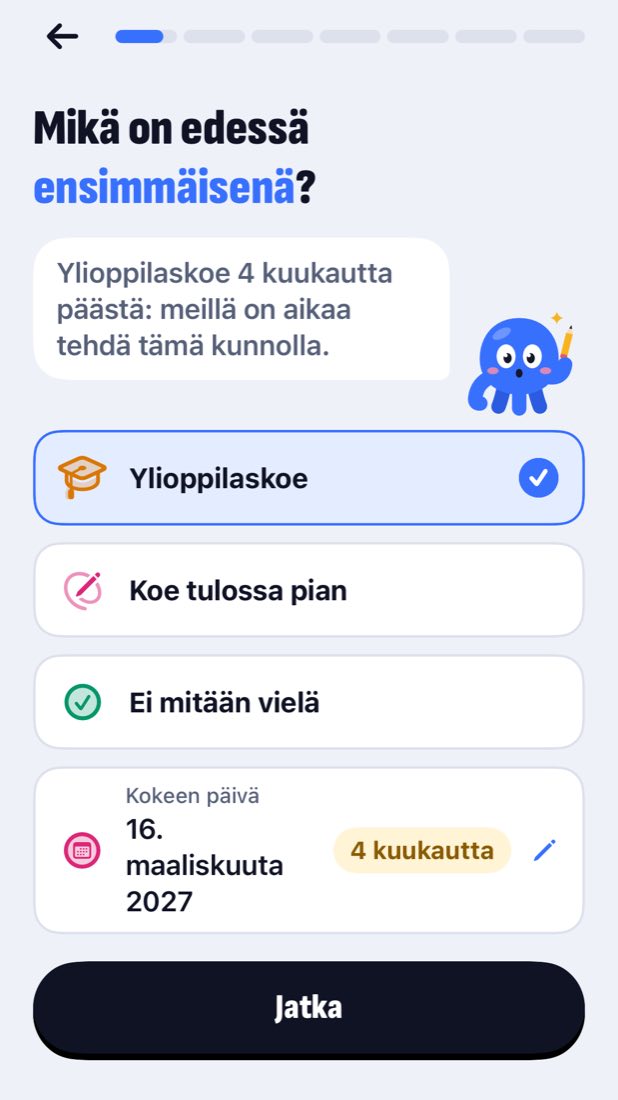 Mikä on edessä
ensimmäisenä?
Ylioppilaskoe 4 kuukautta
päästä: meillä on aikaa
tehdä tämä kunnolla.
Ylioppilaskoe
Koe tulossa pian
Ei mitään vielä
Kokeen päivä
16.
maaliskuuta
2027
4 kuukautta
Jatka